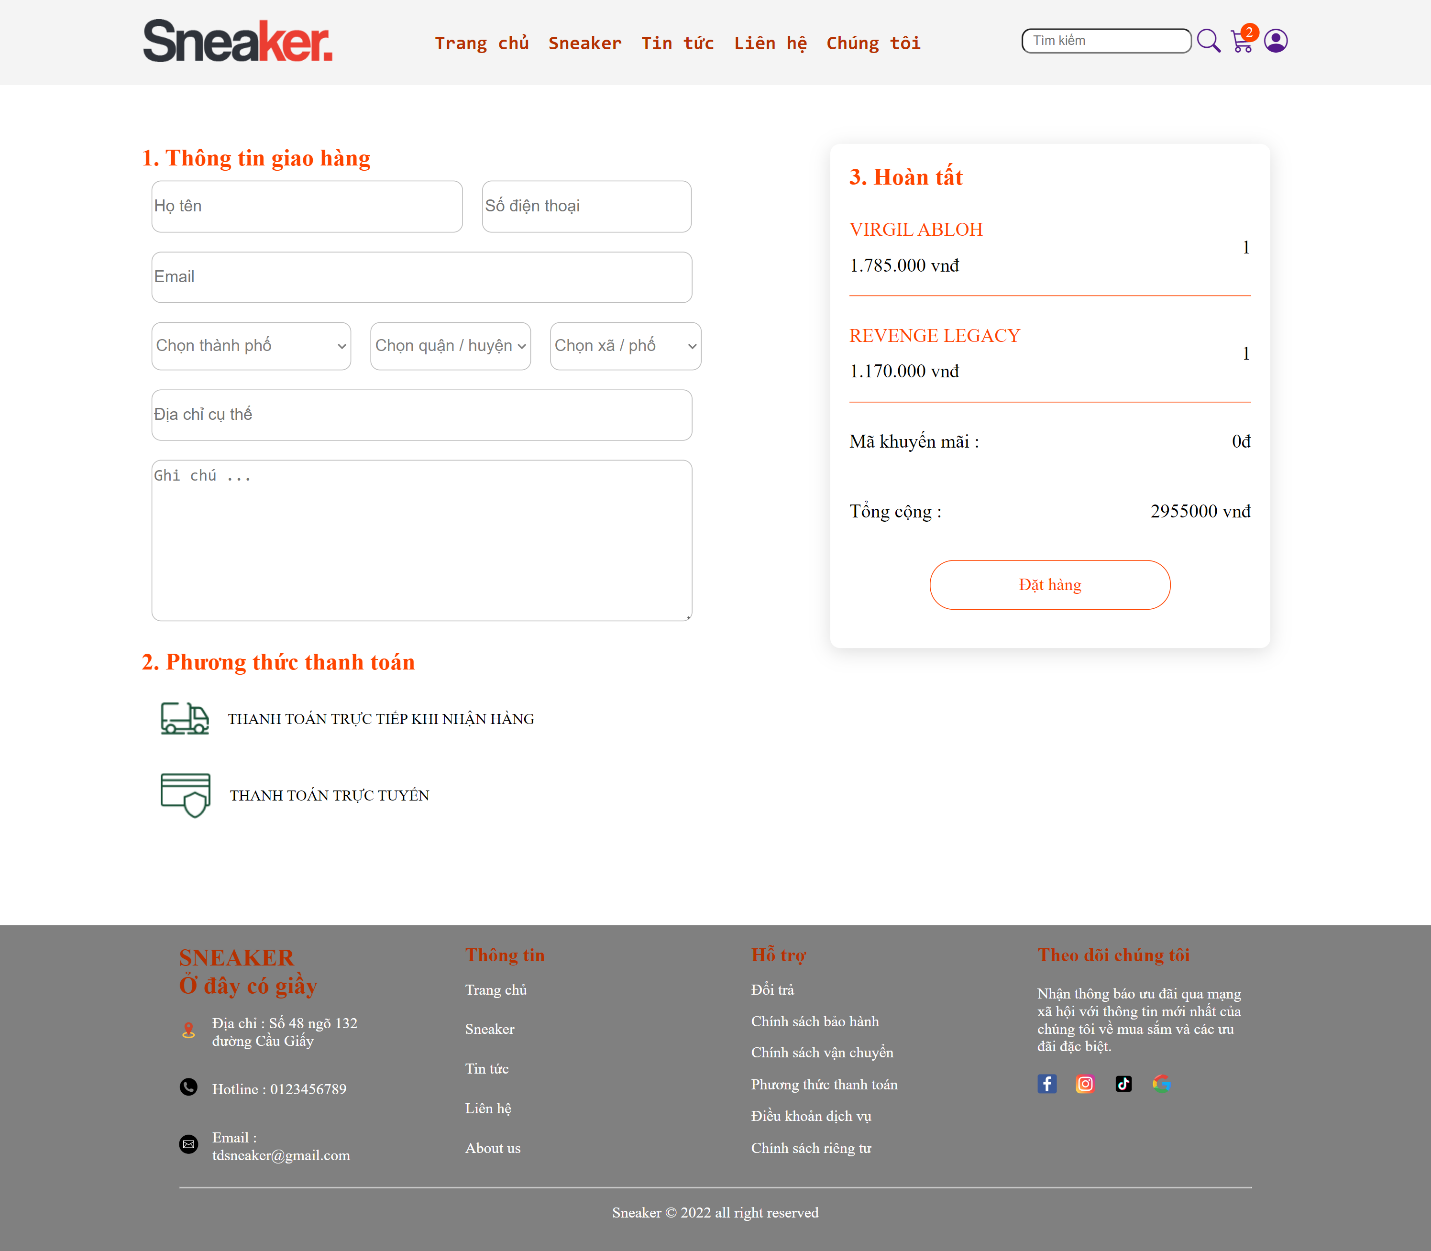 Sneaker.
Trang chủ Sneaker Tin tức Liên hệ Chúng tôi
Tìm kiếm
2
1. Thông tin giao hàng
Họ tên
Số điện thoại
Email
Chọn thành phố
Chọn quận / huyện
Chọn xã / phố
Địa chỉ cụ thể
Ghi chú ...
2. Phương thức thanh toán
THANH TOÁN TRỰC TIẾP KHI NHẬN HÀNG
THANH TOÁN TRỰC TUYẾN
3. Hoàn tất
VIRGIL ABLOH
1.785.000 vnđ
1
REVENGE LEGACY
1.170.000 vnđ
1
Mã khuyến mãi : 0đ
Tổng cộng : 2955000 vnđ
Đặt hàng
SNEAKER
Ở đây có giầy
Địa chỉ : Số 48 ngõ 132
đường Cầu Giấy
Hotline : 0123456789
Email :
tdsneaker@gmail.com
Thông tin
Trang chủ
Sneaker
Tin tức
Liên hệ
About us
Hỗ trợ
Đổi trả
Chính sách bảo hành
Chính sách vận chuyển
Phương thức thanh toán
Điều khoản dịch vụ
Chính sách riêng tư
Theo dõi chúng tôi
Nhận thông báo ưu đãi qua mạng
xã hội với thông tin mới nhất của
chúng tôi về mua sắm và các ưu
đãi đặc biệt.
Sneaker © 2022 all right reserved